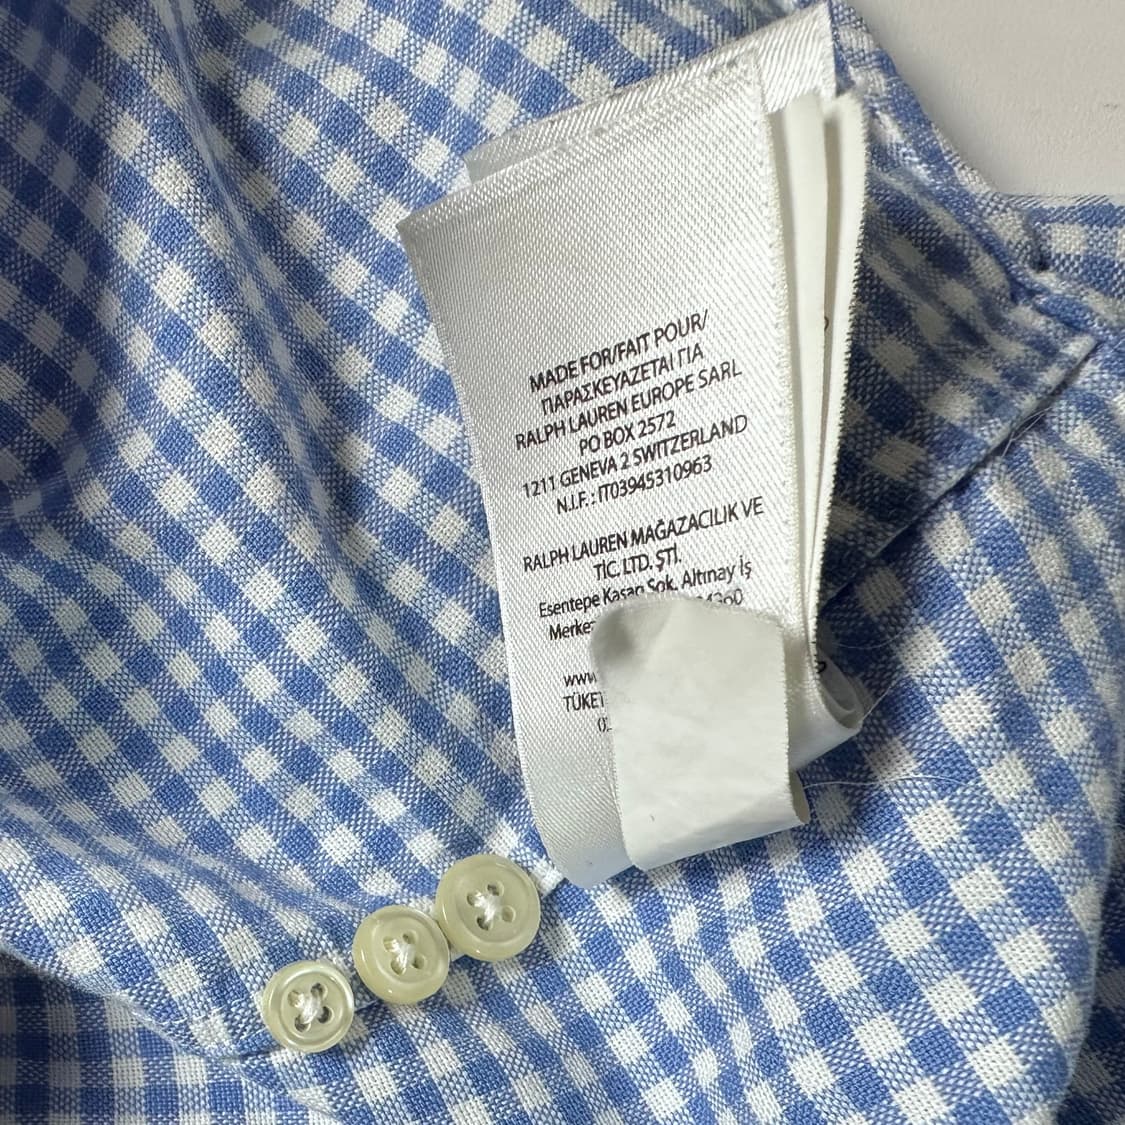 MADE FOR/FAIT POUR/
ΠΑΡΑΣΚΕΥΑΖΕΤΑΙ ΓΙΑ
RALPH LAUREN EUROPE SARL
PO BOX 2572
1211 GENEVA 2 SWITZERLAND
N.I.F. : IT03945310963
RALPH LAUREN MAĞAZACILIK VE
TİC. LTD. ŞTİ.
Esentepe Kasap Sok. Altınay İş